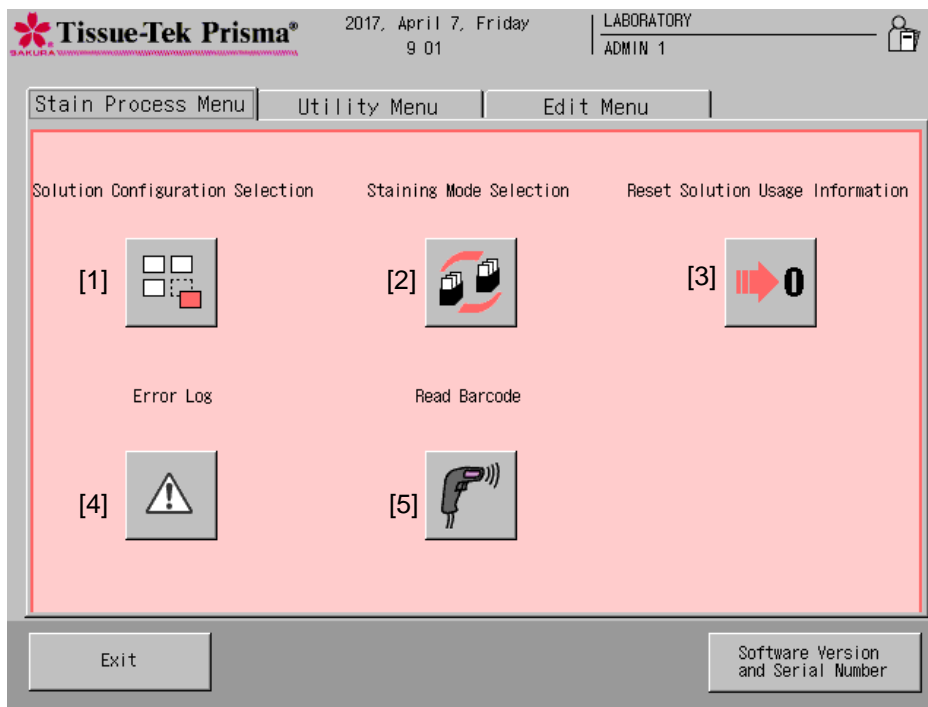 Tissue-Tek Prisma®
SAKURA
2017, April 7, Friday
9 01
LABORATORY
ADMIN 1
Stain Process Menu
Utility Menu
Edit Menu
Solution Configuration Selection
Staining Mode Selection
Reset Solution Usage Information
[1]
[2]
[3]
0
Error Log
Read Barcode
[4]
[5]
Exit
Software Version
and Serial Number